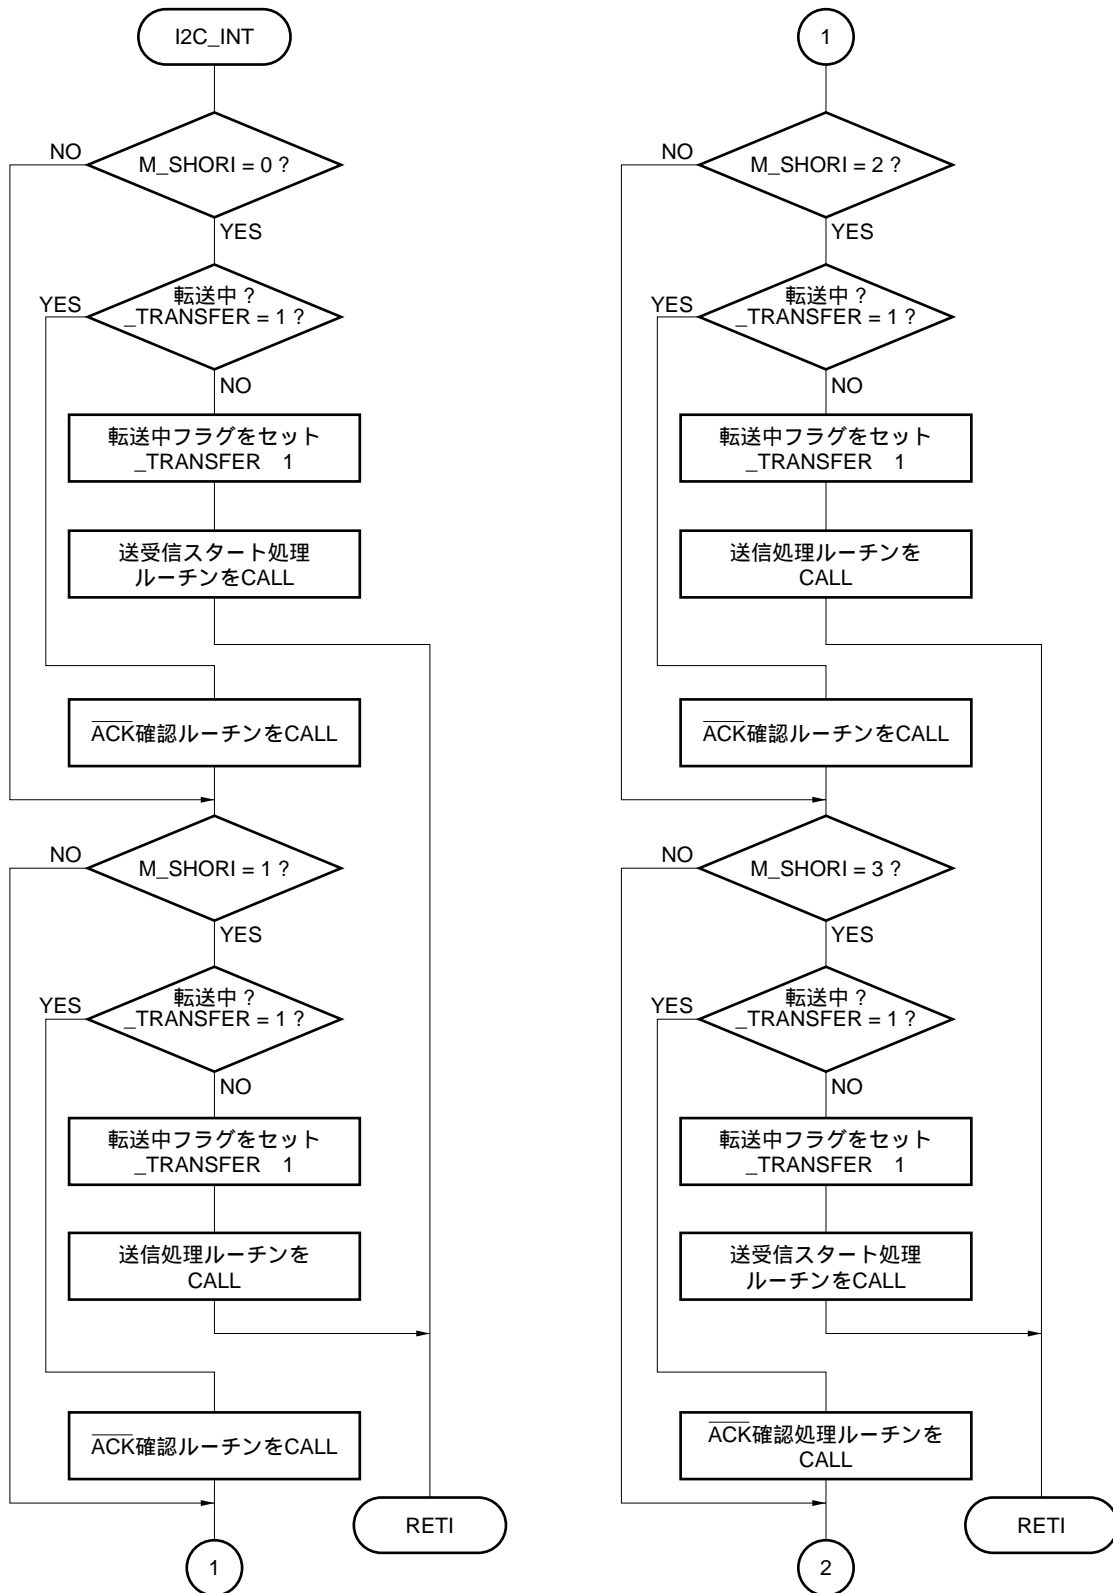 I2C_INT
M_SHORI = 0 ?
NO
YES
転送中 ?
_TRANSFER = 1 ?
YES
NO
転送中フラグをセット
_TRANSFER 1
送受信スタート処理
ルーチンをCALL
ACK確認ルーチンをCALL
M_SHORI = 1 ?
NO
YES
転送中 ?
_TRANSFER = 1 ?
YES
NO
転送中フラグをセット
_TRANSFER 1
送信処理ルーチンを
CALL
ACK確認ルーチンをCALL
RETI
1
1
M_SHORI = 2 ?
NO
YES
転送中 ?
_TRANSFER = 1 ?
YES
NO
転送中フラグをセット
_TRANSFER 1
送信処理ルーチンを
CALL
ACK確認ルーチンをCALL
M_SHORI = 3 ?
NO
YES
転送中 ?
_TRANSFER = 1 ?
YES
NO
転送中フラグをセット
_TRANSFER 1
送受信スタート処理
ルーチンをCALL
ACK確認処理ルーチンを
CALL
RETI
2